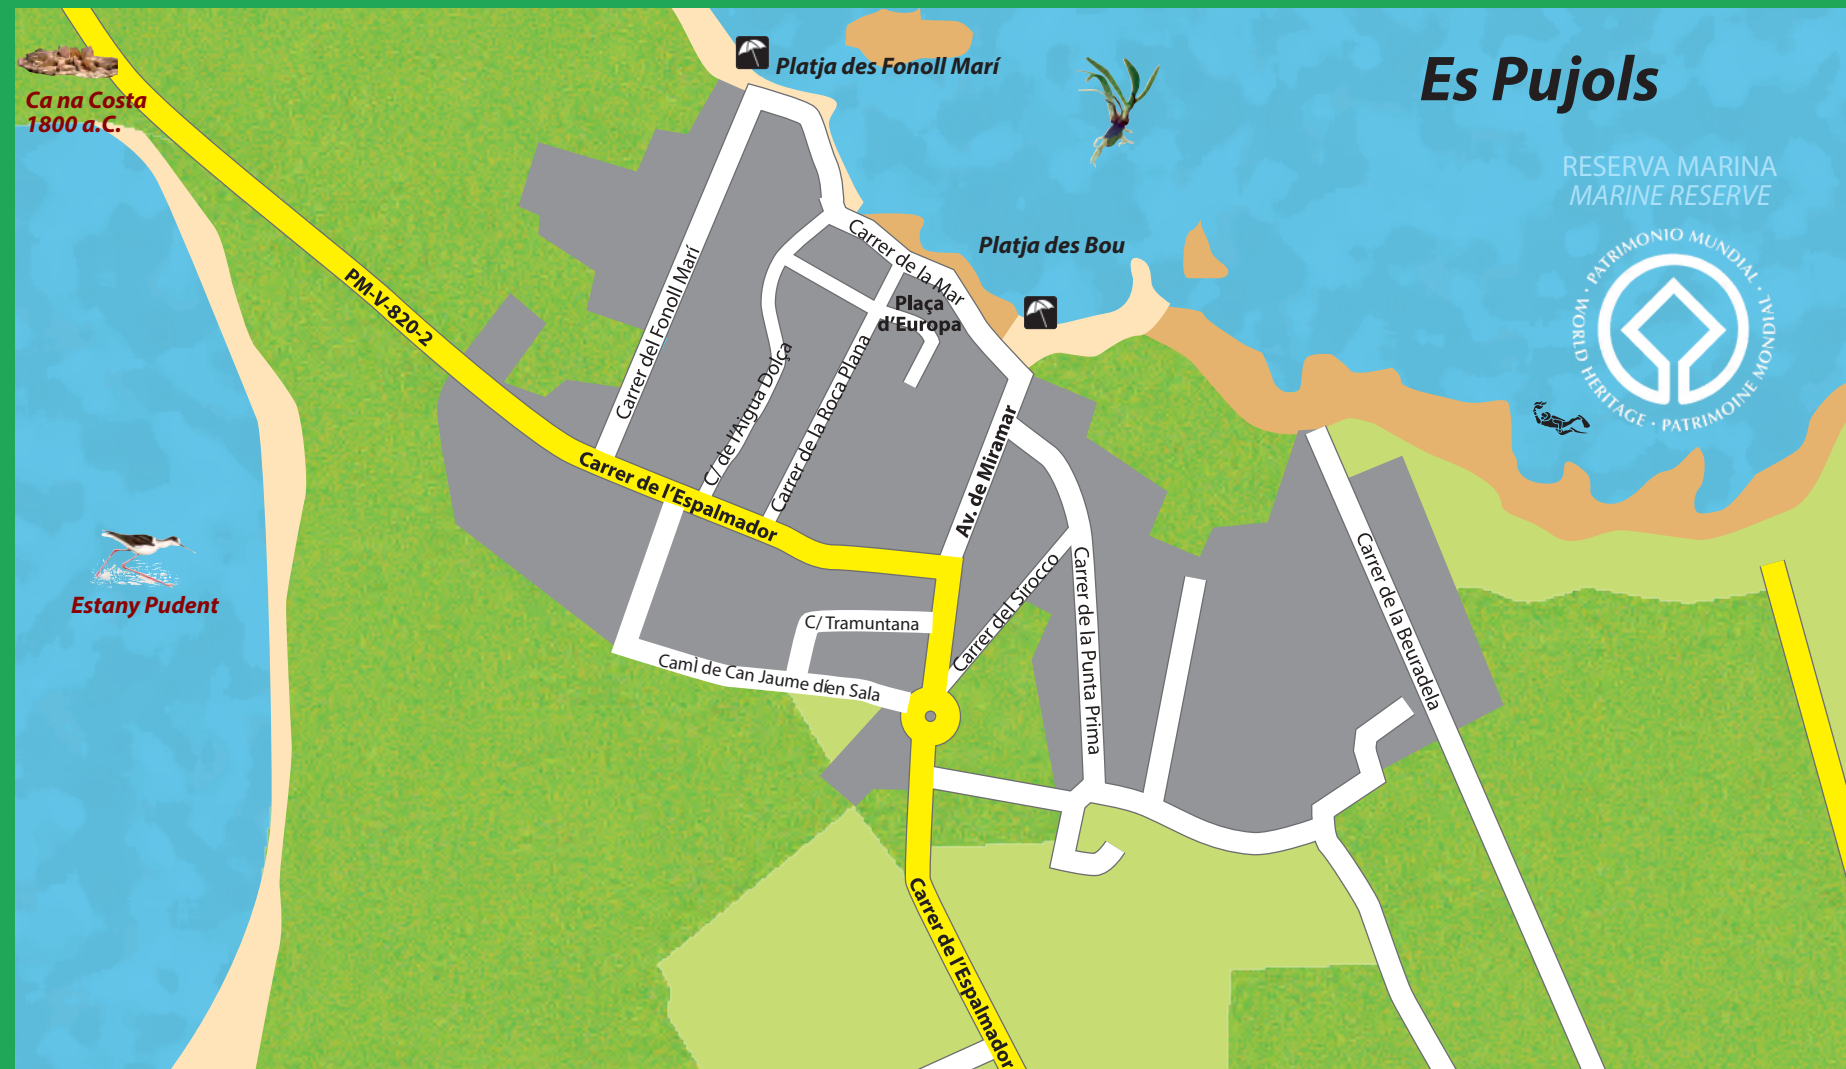 Es Pujols
Platja des Fonoll Marí
Ca na Costa
1800 a.C.
RESERVA MARINA
MARINE RESERVE
PATRIMONIO MUNDIAL · WORLD HERITAGE · PATRIMOINE MONDIAL ·
Platja des Bou
Carrer de la Mar
Plaça
d'Europa
PM-V-820-2
Carrer del Fonoll Marí
C/ de l'Aigua Dolça
Carrer de la Roca Plana
Av. de Miramar
Carrer de l'Espalmador
Estany Pudent
C/ Tramuntana
Camì de Can Jaume díen Sala
Carrer del Sirocco
Carrer de la Punta Prima
Carrer de la Beuradela
Carrer de l'Espalmador